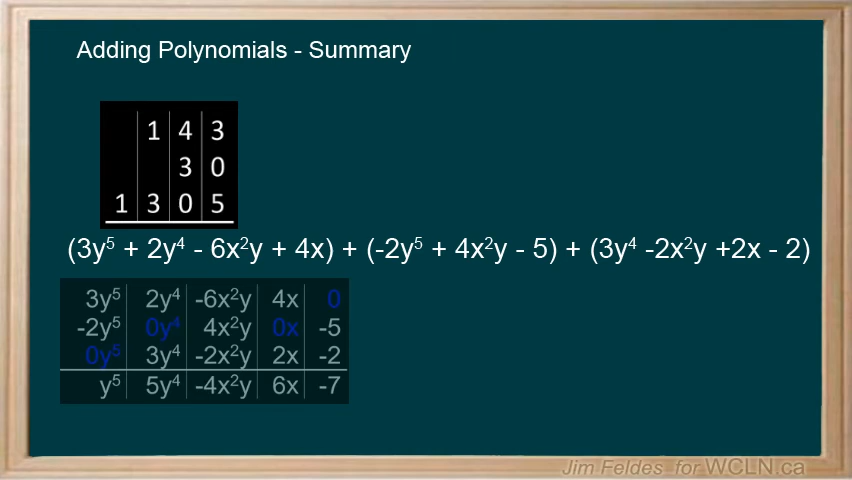 Adding Polynomials - Summary
1 4 3
3 0
1 3 0 5
(3y⁵ + 2y⁴ - 6x²y + 4x) + (-2y⁵ + 4x²y - 5) + (3y⁴ -2x²y +2x - 2)
3y⁵ 2y⁴ -6x²y 4x 0
-2y⁵ 0y⁴ 4x²y 0x -5
0y⁵ 3y⁴ -2x²y 2x -2
y⁵ 5y⁴ -4x²y 6x -7
Jim Feldes for WCLN.ca